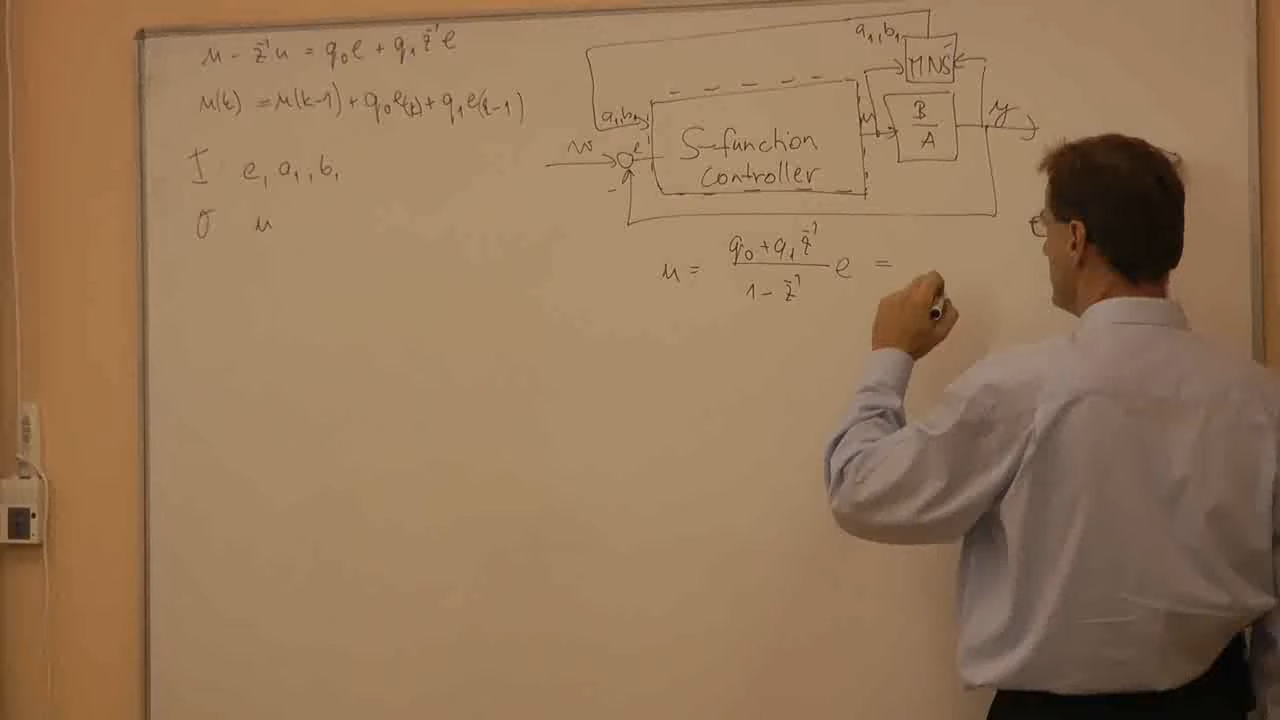 u - z⁻¹u = q₀e + q₁z⁻¹e
u(k) = u(k-1) + q₀e(k) + q₁e(k-1)
I e, a₁, b₁
O u
a₁, b₁
MNŠ
a₁, b₁
w
e
-
S-function
controller
u
B
A
y
u = q₀ + q₁z⁻¹ / 1 - z⁻¹ e =